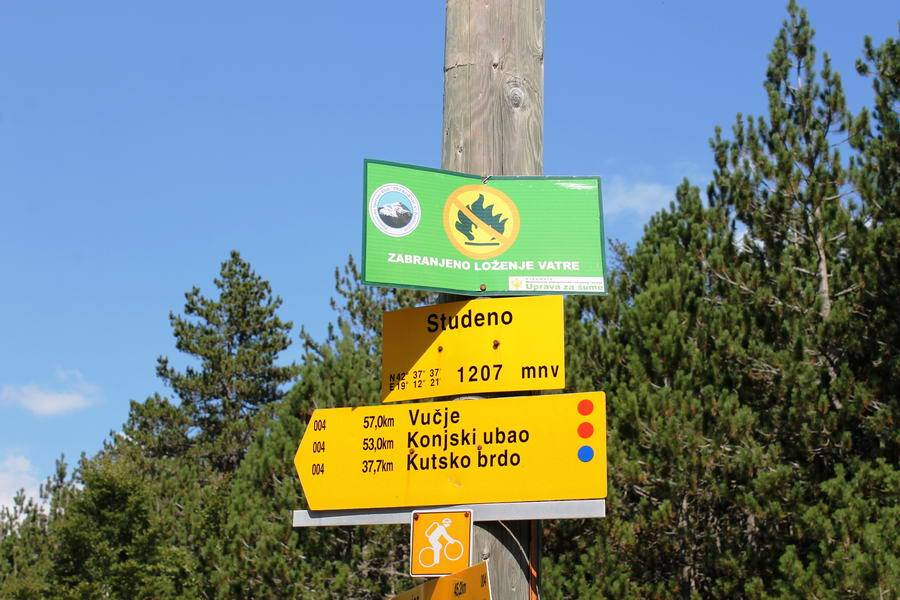 ZABRANJENO LOŽENJE VATRE
Uprava za šume
Studeno
N42° 37' 37'
E19° 12' 21'
1207 mnv
004 57,0km Vučje
004 53,0km Konjski ubao
004 37,7km Kutsko brdo